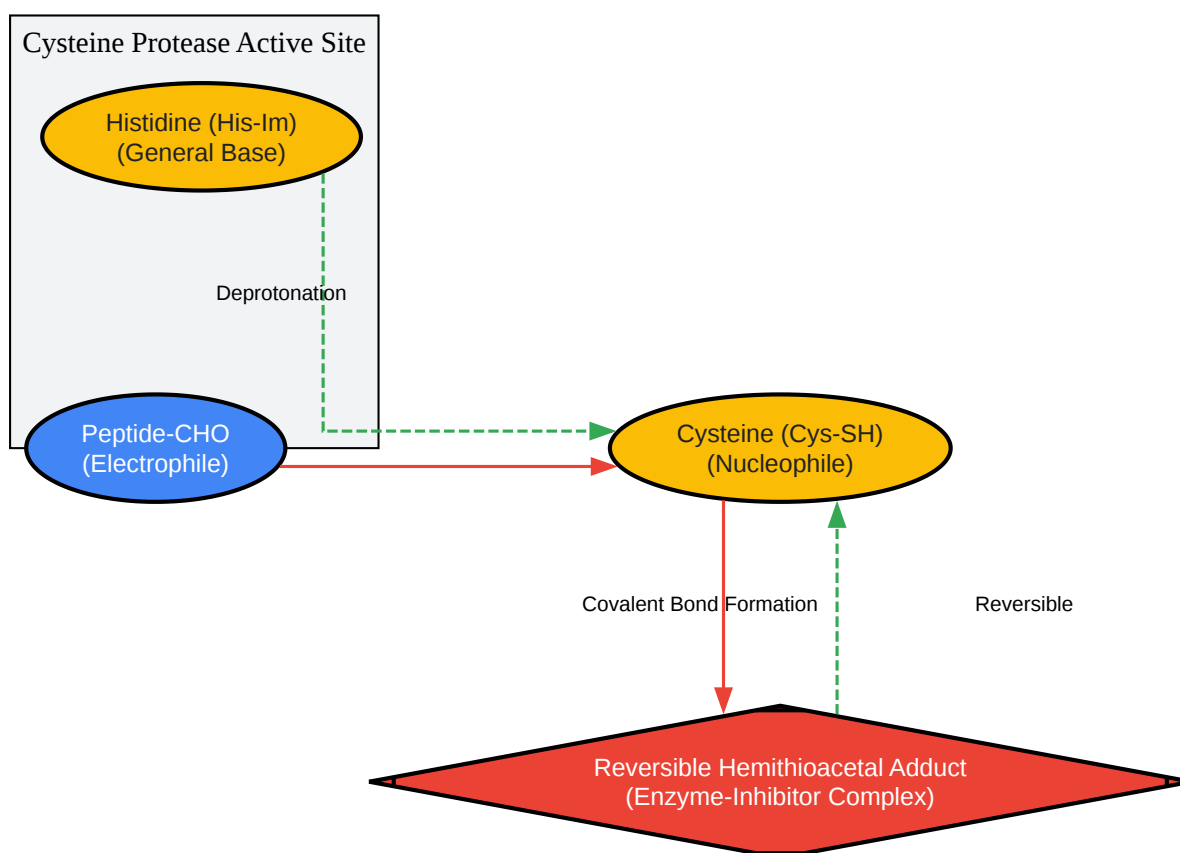 Cysteine Protease Active Site
Histidine (His-Im)
(General Base)
Deprotonation
Peptide-CHO
(Electrophile)
Cysteine (Cys-SH)
(Nucleophile)
Covalent Bond Formation
Reversible
Reversible Hemithioacetal Adduct
(Enzyme-Inhibitor Complex)